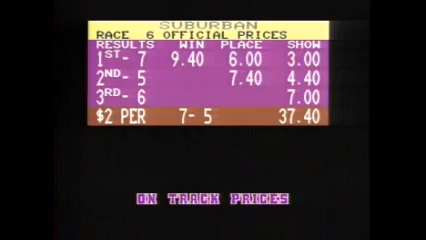 SUBURBAN
RACE 6 OFFICIAL PRICES
RESULTS WIN PLACE SHOW
1ST- 7 9.40 6.00 3.00
2ND- 5 7.40 4.40
3RD- 6 7.00
$2 PER 7- 5 37.40
ON TRACK PRICES